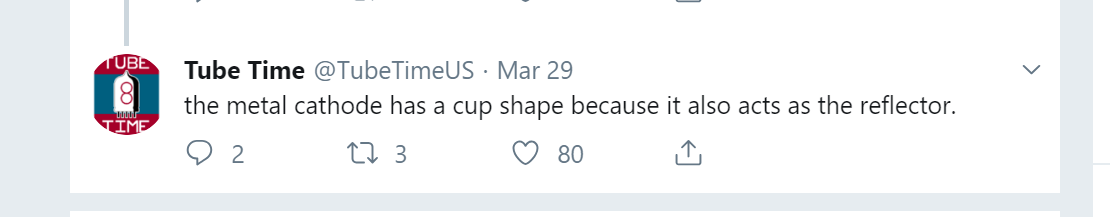 TUBE
8
TIME
Tube Time @TubeTimeUS · Mar 29
the metal cathode has a cup shape because it also acts as the reflector.
2 3 80